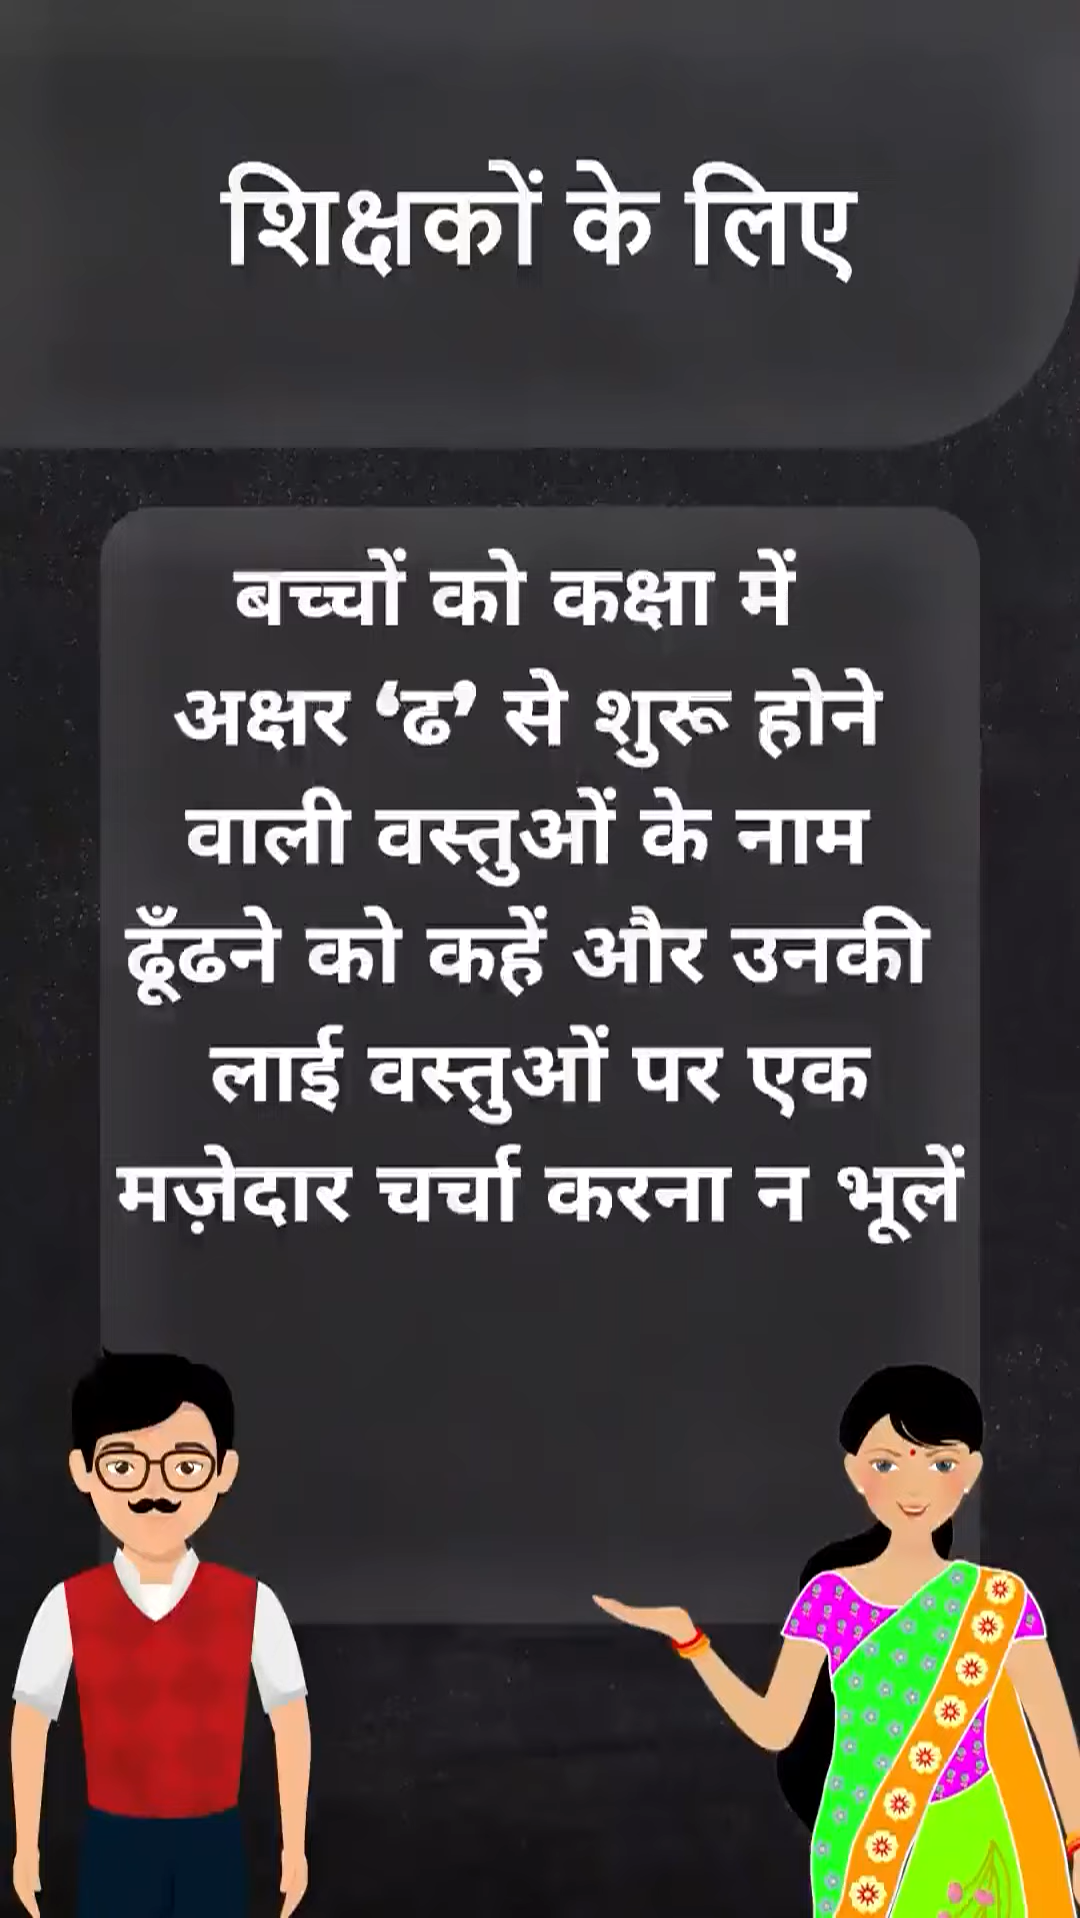 शिक्षकों के लिए
बच्चों को कक्षा में
अक्षर ‘ढ’ से शुरू होने
वाली वस्तुओं के नाम
ढूँढने को कहें और उनकी
लाई वस्तुओं पर एक
मज़ेदार चर्चा करना न भूलें